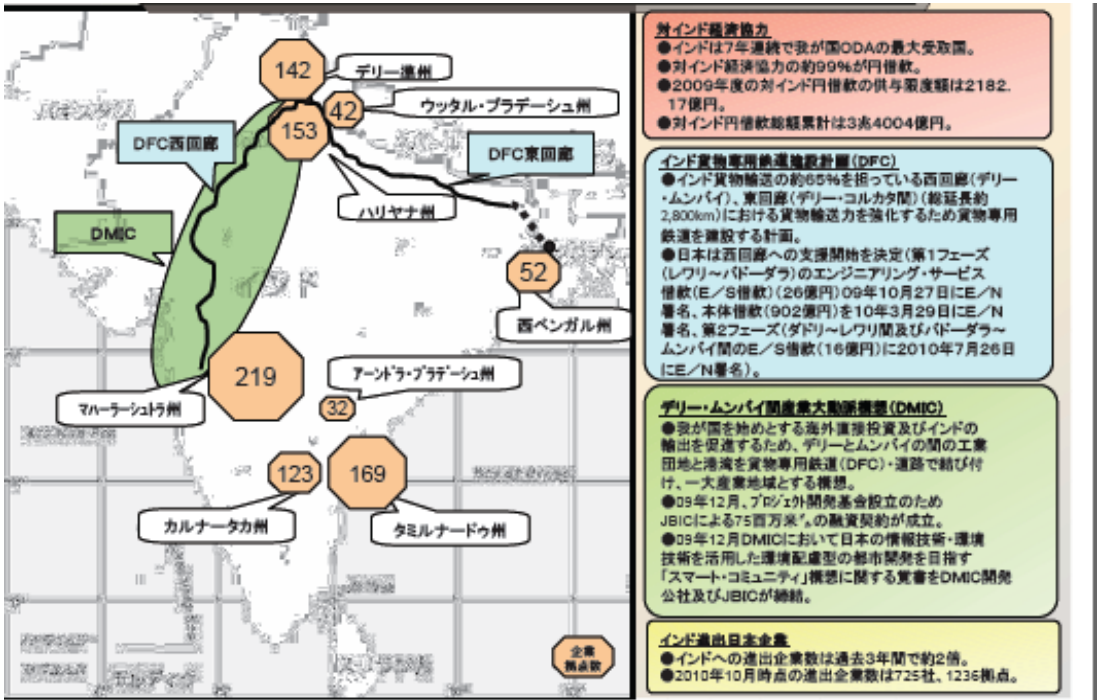 142
デリー準州
42
ウッタル・プラデーシュ州
153
DFC西回廊
DFC東回廊
ハリヤナ州
DMIC
52
西ベンガル州
219
アーンドラ・プラデーシュ州
マハーラーシュトラ州
32
123
169
カルナータカ州
タミルナードゥ州
企業
拠点数
対インド経済協力
●インドは7年連続で我が国ODAの最大受取国。
●対インド経済協力の約99%が円借款。
●2009年度の対インド円借款の供与限度額は2182.
17億円。
●対インド円借款総額累計は3兆4004億円。
インド貨物専用鉄道建設計画(DFC)
●インド貨物輸送の約65%を担っている西回廊(デリー
・ムンバイ)、東回廊(デリー・コルカタ間)(総延長約
2,800km)における貨物輸送力を強化するため貨物専用
鉄道を建設する計画。
●日本は西回廊への支援開始を決定(第1フェーズ
(レワリ〜バドーダラ)のエンジニアリング・サービス
借款(E/S借款)(26億円)09年10月27日にE/N
署名、本体借款(902億円)を10年3月29日にE/N
署名、第2フェーズ(ダドリ〜レワリ間及びバドーダラ〜
ムンバイ間のE/S借款(16億円)に2010年7月26日
にE/N署名)。
デリー・ムンバイ間産業大動脈構想(DMIC)
●我が国を始めとする海外直接投資及びインドの
輸出を促進するため、デリーとムンバイの間の工業
団地と港湾を貨物専用鉄道(DFC)・道路で結び付
け、一大産業地域とする構想。
●09年12月、プロジェクト開発基金設立のため
JBICによる75百万米㌦の融資契約が成立。
●09年12月DMICにおいて日本の情報技術・環境
技術を活用した環境配慮型の都市開発を目指す
「スマート・コミュニティ」構想に関する覚書をDMIC開発
公社及びJBICが締結。
インド進出日本企業
●インドへの進出企業数は過去3年間で約2倍。
●2010年10月時点の進出企業数は725社、1236拠点。